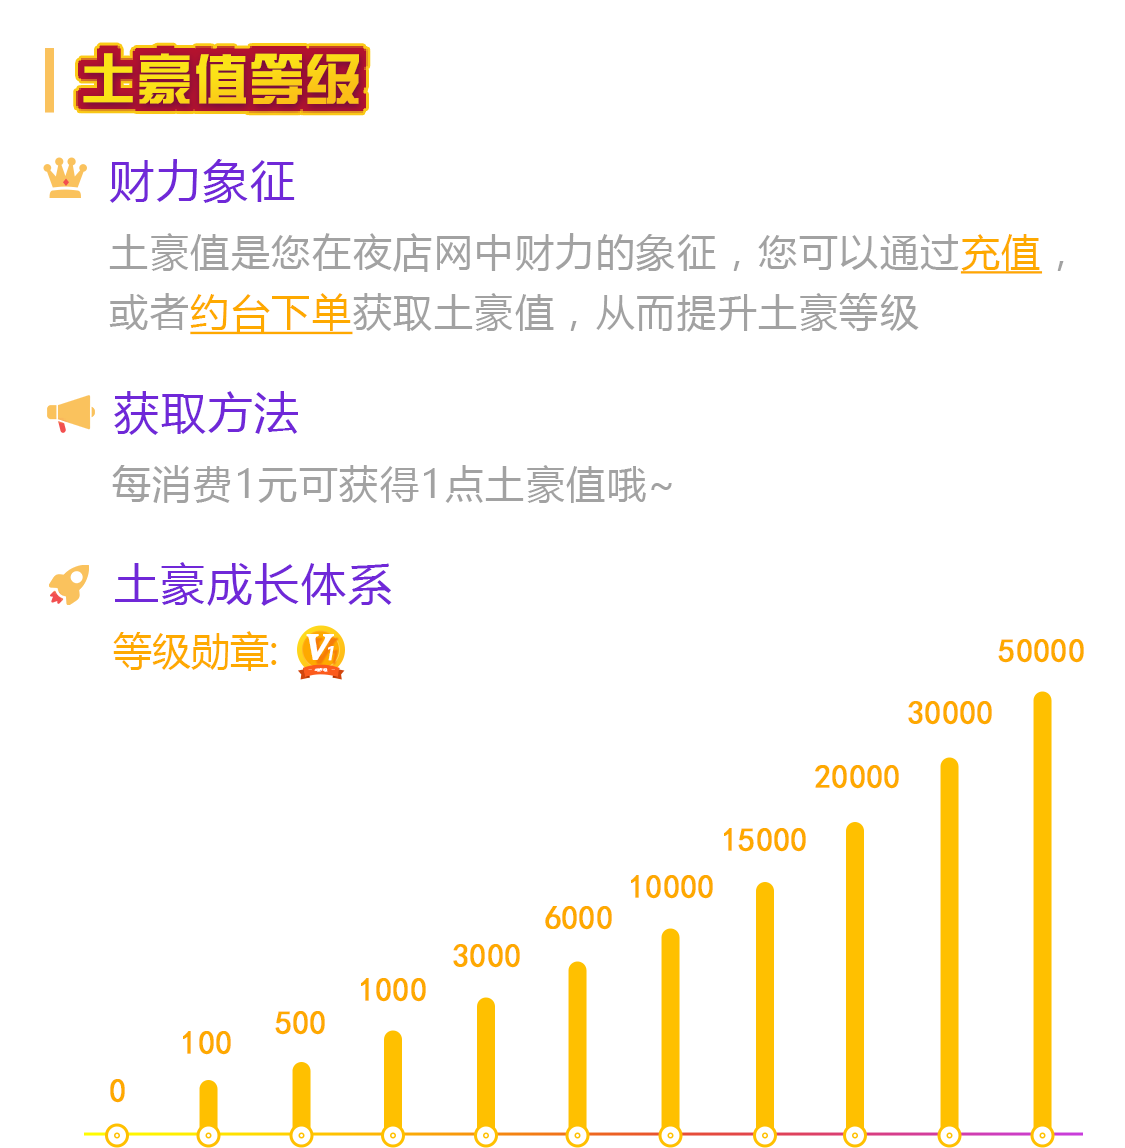 土豪值等级
财力象征
土豪值是您在夜店网中财力的象征，您可以通过充值，
或者约台下单获取土豪值，从而提升土豪等级
获取方法
每消费1元可获得1点土豪值哦~
土豪成长体系
等级勋章: V1
50000
30000
20000
15000
10000
6000
3000
1000
500
100
0